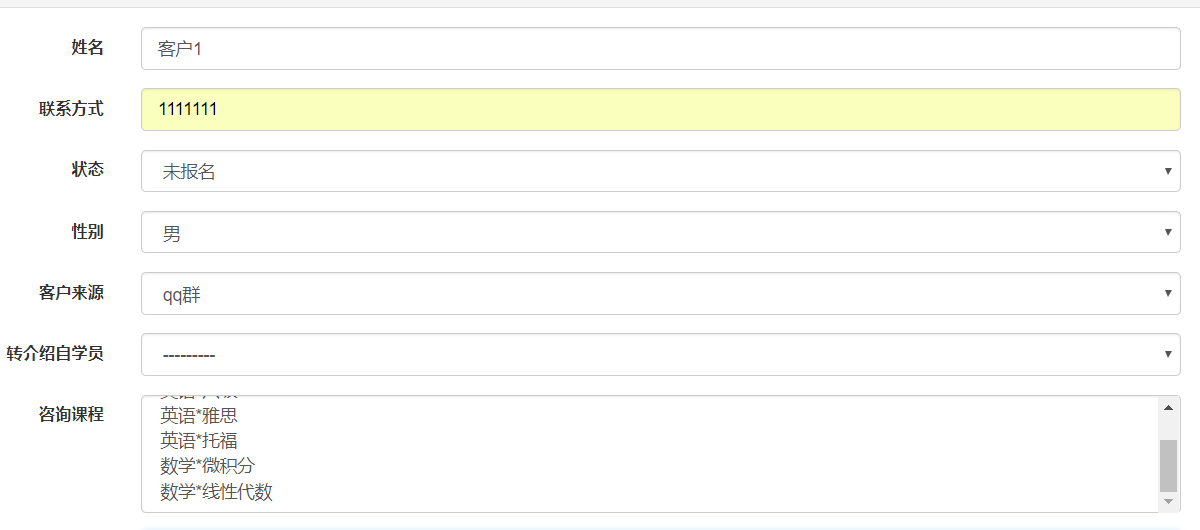 姓名
客户1
联系方式
1111111
状态
未报名
性别
男
客户来源
qq群
转介绍自学员
---------
咨询课程
英语*雅思
英语*托福
数学*微积分
数学*线性代数